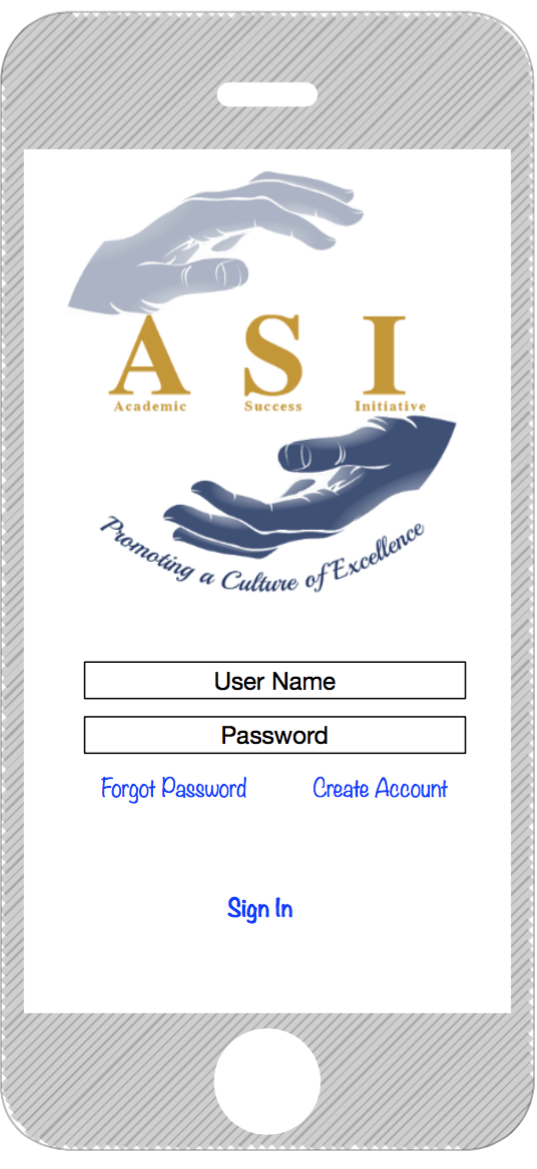 A S I
Academic Success Initiative
Promoting a Culture of Excellence
User Name
Password
Forgot Password Create Account
Sign In